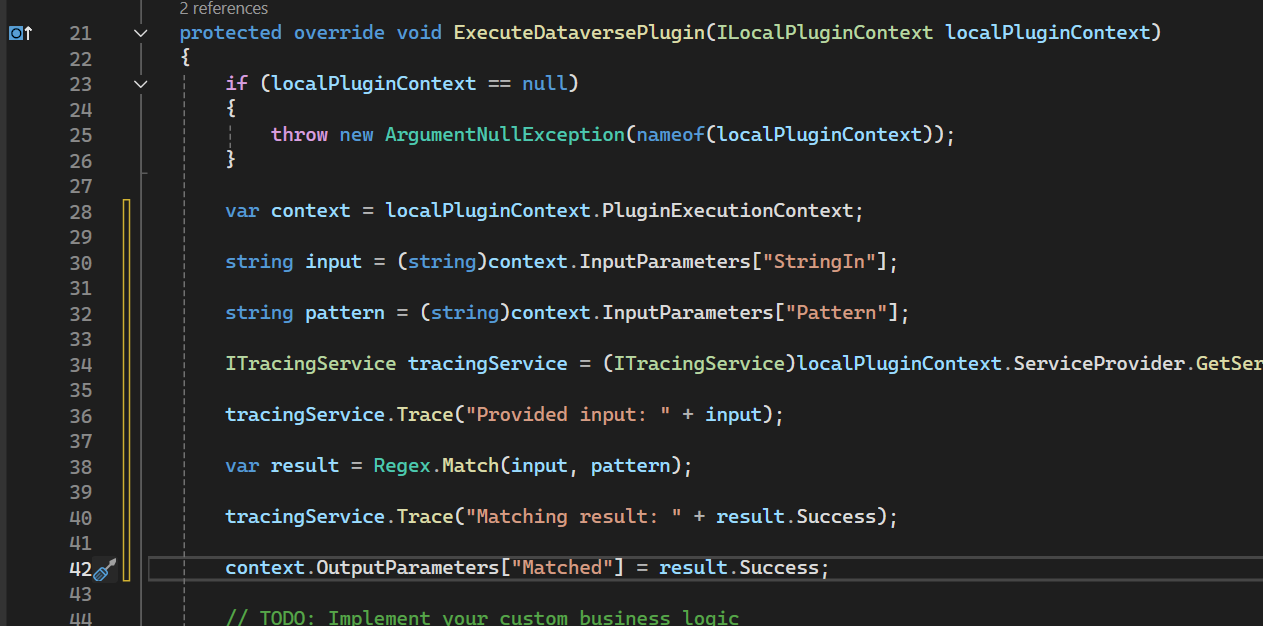 2 references
21 protected override void ExecuteDataversePlugin(ILocalPluginContext localPluginContext)
22 {
23 if (localPluginContext == null)
24 {
25 throw new ArgumentNullException(nameof(localPluginContext));
26 }
27
28 var context = localPluginContext.PluginExecutionContext;
29
30 string input = (string)context.InputParameters["StringIn"];
31
32 string pattern = (string)context.InputParameters["Pattern"];
33
34 ITracingService tracingService = (ITracingService)localPluginContext.ServiceProvider.GetSer
35
36 tracingService.Trace("Provided input: " + input);
37
38 var result = Regex.Match(input, pattern);
39
40 tracingService.Trace("Matching result: " + result.Success);
41
42 context.OutputParameters["Matched"] = result.Success;
43
44 // TODO: Implement your custom business logic